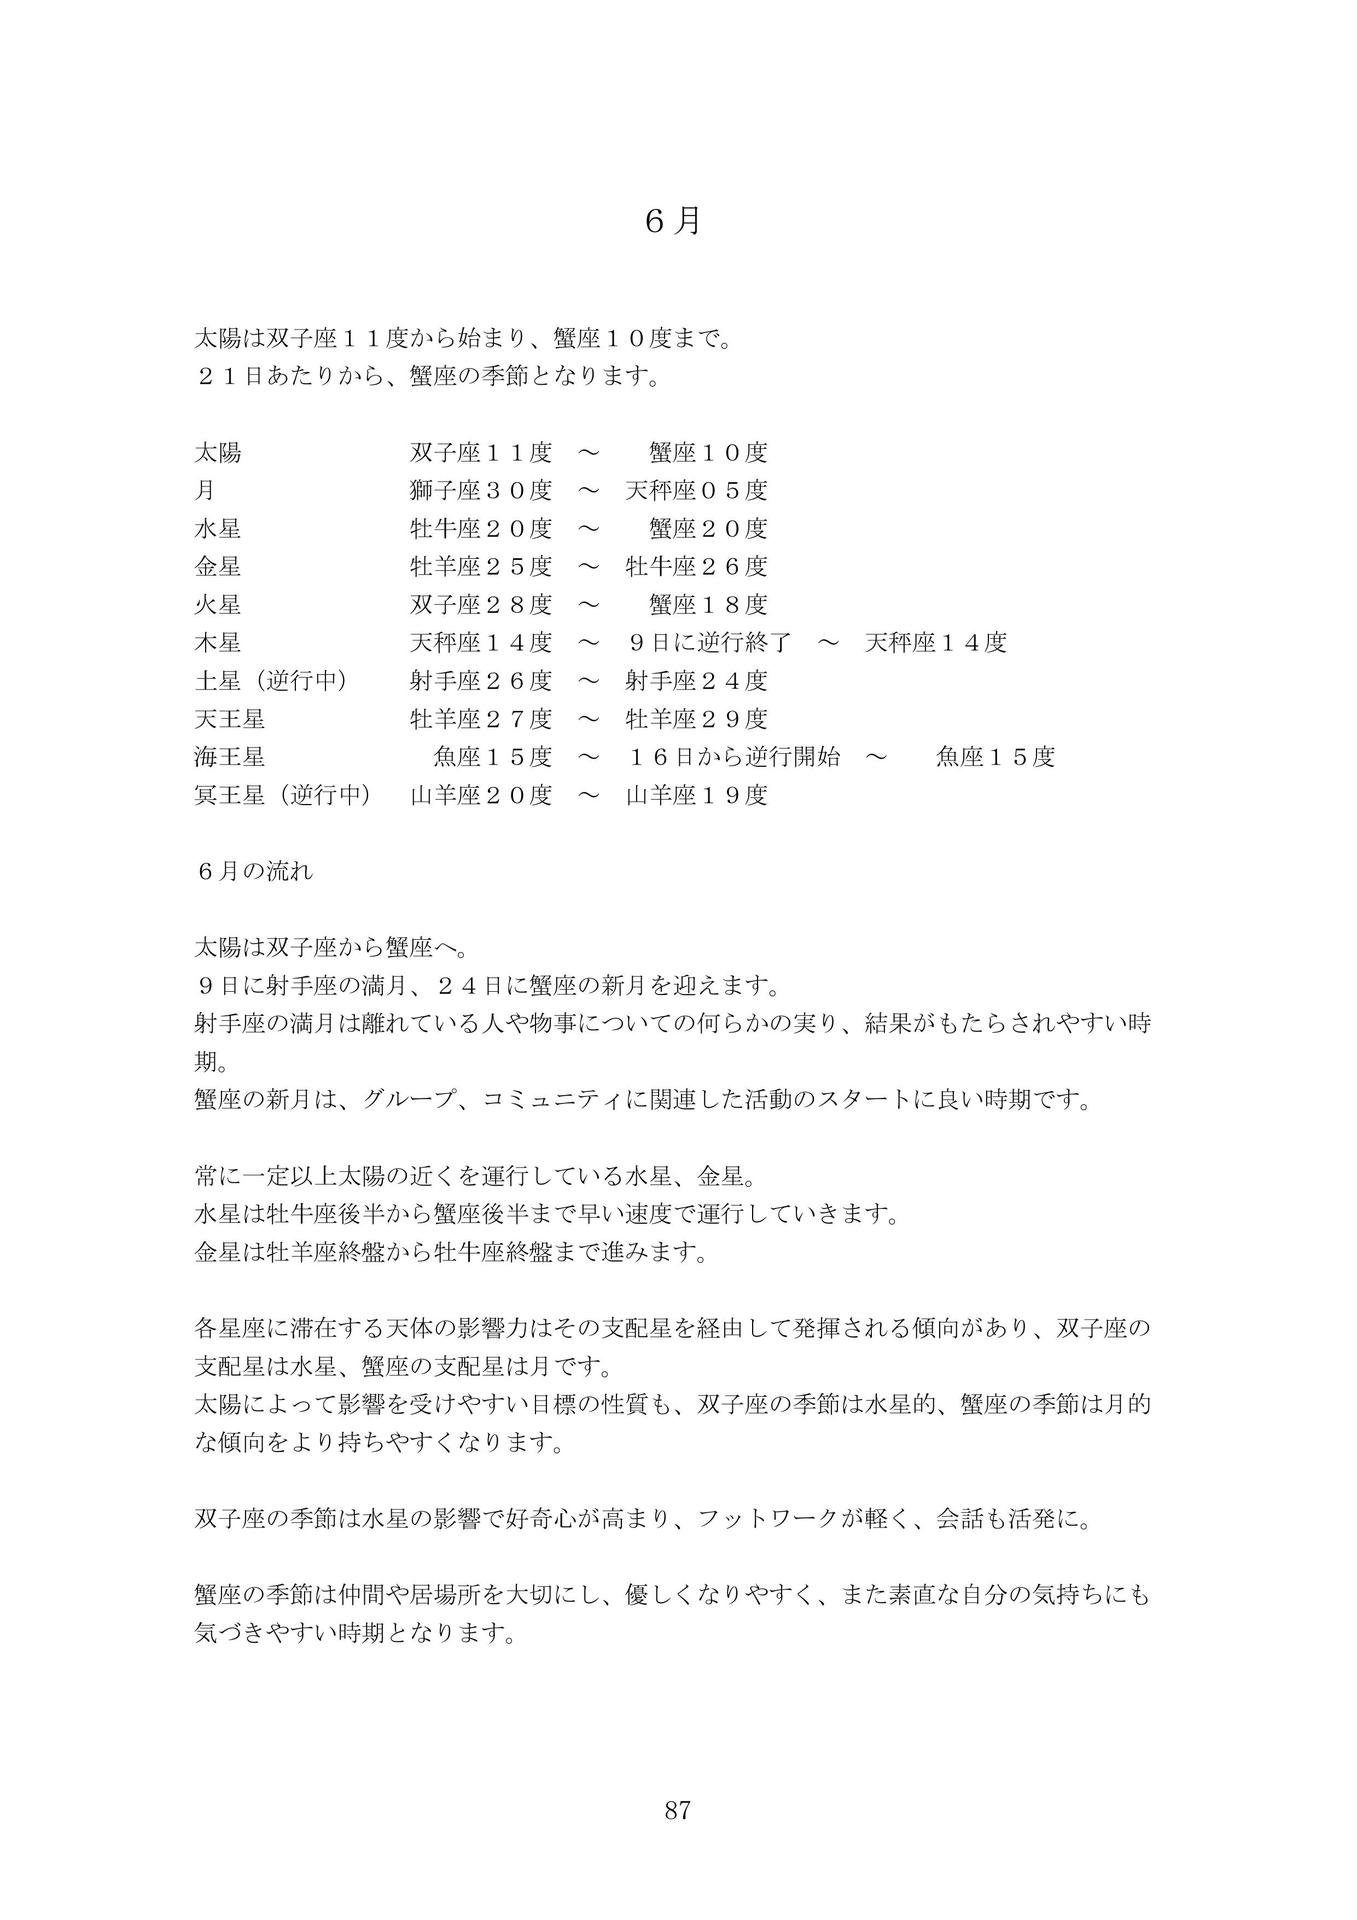 ６月
太陽は双子座１１度から始まり、蟹座１０度まで。
２１日あたりから、蟹座の季節となります。
太陽　　　　　　　双子座１１度　～　　蟹座１０度
月　　　　　　　　獅子座３０度　～　天秤座０５度
水星　　　　　　　牡牛座２０度　～　　蟹座２０度
金星　　　　　　　牡羊座２５度　～　牡牛座２６度
火星　　　　　　　双子座２８度　～　　蟹座１８度
木星　　　　　　　天秤座１４度　～　９日に逆行終了　～　天秤座１４度
土星（逆行中）　　射手座２６度　～　射手座２４度
天王星　　　　　　牡羊座２７度　～　牡羊座２９度
海王星　　　　　　　魚座１５度　～　１６日から逆行開始　～　　魚座１５度
冥王星（逆行中）　山羊座２０度　～　山羊座１９度
６月の流れ
太陽は双子座から蟹座へ。
９日に射手座の満月、２４日に蟹座の新月を迎えます。
射手座の満月は離れている人や物事についての何らかの実り、結果がもたらされやすい時
期。
蟹座の新月は、グループ、コミュニティに関連した活動のスタートに良い時期です。
常に一定以上太陽の近くを運行している水星、金星。
水星は牡牛座後半から蟹座後半まで早い速度で運行していきます。
金星は牡羊座終盤から牡牛座終盤まで進みます。
各星座に滞在する天体の影響力はその支配星を経由して発揮される傾向があり、双子座の
支配星は水星、蟹座の支配星は月です。
太陽によって影響を受けやすい目標の性質も、双子座の季節は水星的、蟹座の季節は月的
な傾向をより持ちやすくなります。
双子座の季節は水星の影響で好奇心が高まり、フットワークが軽く、会話も活発に。
蟹座の季節は仲間や居場所を大切にし、優しくなりやすく、また素直な自分の気持ちにも
気づきやすい時期となります。
87